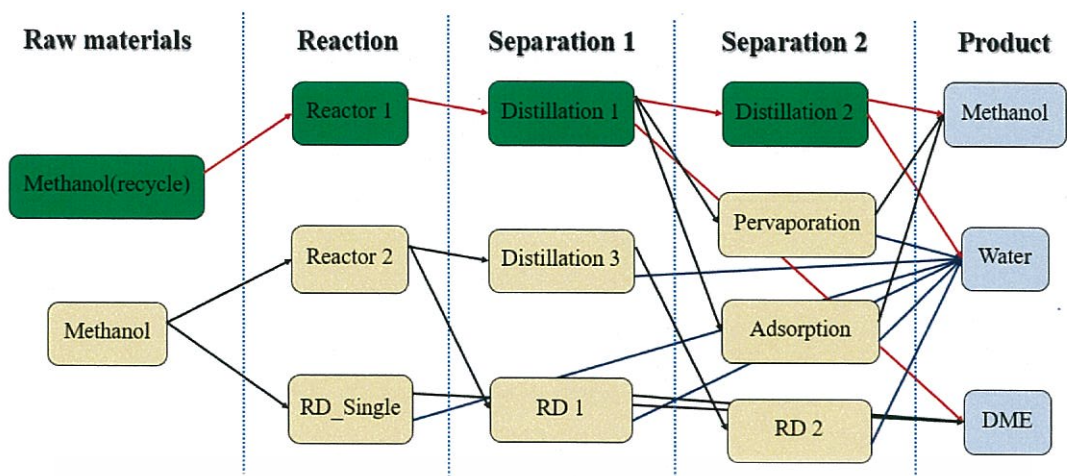 Raw materials
Reaction
Separation 1
Separation 2
Product
Reactor 1
Distillation 1
Distillation 2
Methanol
Methanol(recycle)
Pervaporation
Reactor 2
Distillation 3
Water
Methanol
Adsorption
RD_Single
RD 1
RD 2
DME